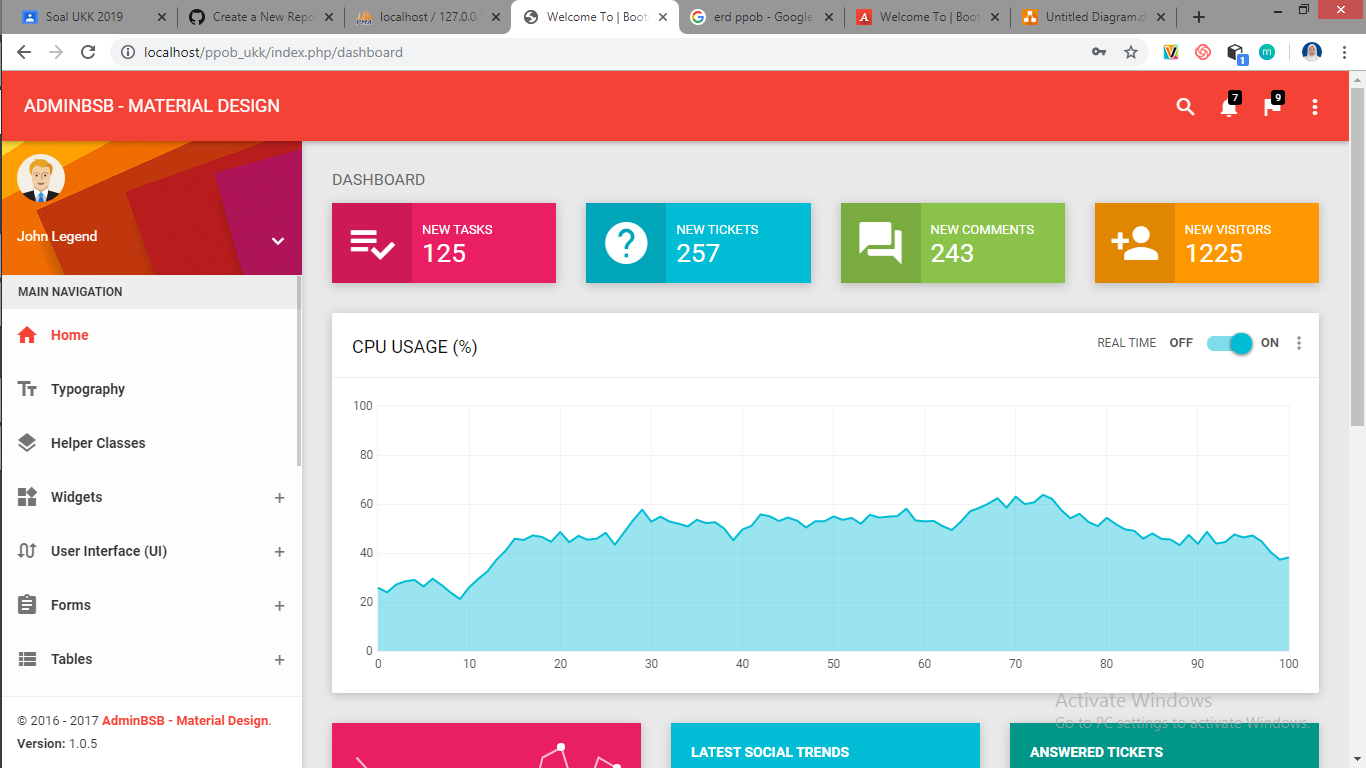 Soal UKK 2019
Create a New Repo
localhost / 127.0.0.1
Welcome To | Boots
erd ppob - Google
Welcome To | Boot
Untitled Diagram.d
localhost/ppob_ukk/index.php/dashboard
1
ADMINBSB - MATERIAL DESIGN
7
9
John Legend
MAIN NAVIGATION
Home
Typography
Helper Classes
Widgets
User Interface (UI)
Forms
Tables
© 2016 - 2017 AdminBSB - Material Design.
Version: 1.0.5
DASHBOARD
NEW TASKS
125
NEW TICKETS
257
NEW COMMENTS
243
NEW VISITORS
1225
CPU USAGE (%)
REAL TIME OFF ON
100
80
60
40
20
0
0 10 20 30 40 50 60 70 80 90 100
Activate Windows
Go to PC settings to activate Windows.
LATEST SOCIAL TRENDS
ANSWERED TICKETS